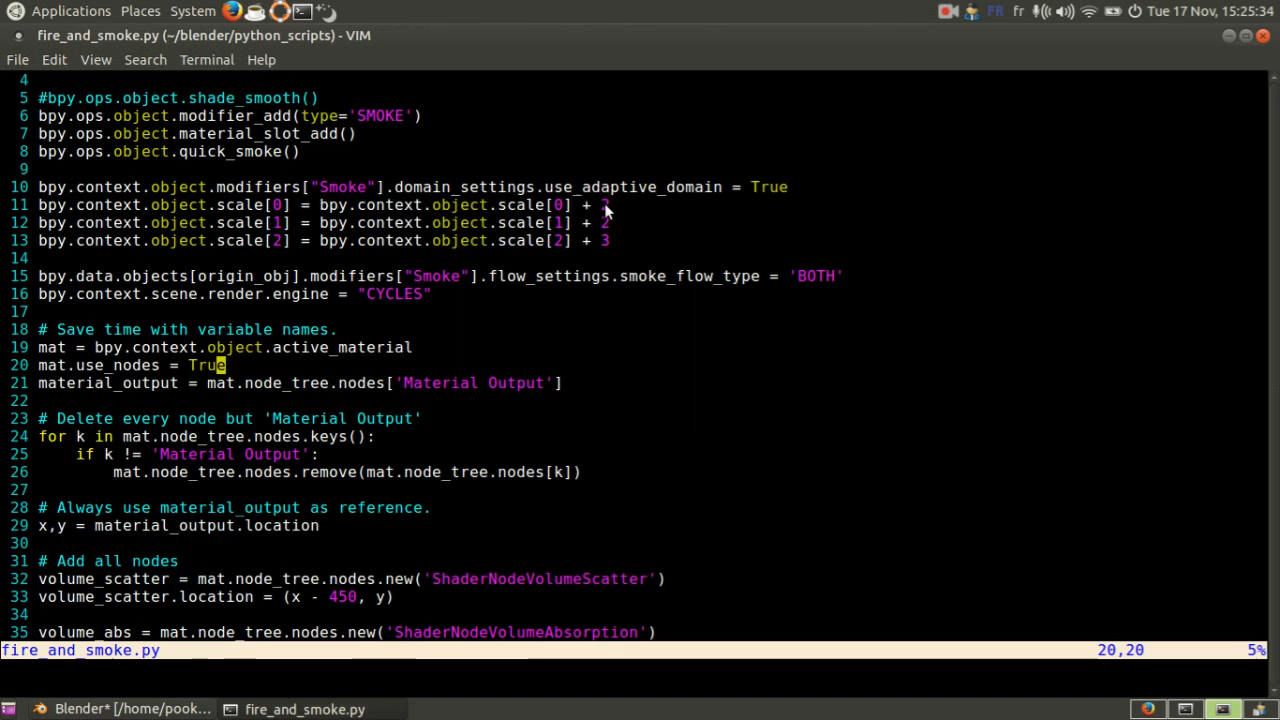 Applications Places System FR fr Tue 17 Nov, 15:25:34
fire_and_smoke.py (~/blender/python_scripts) - VIM
File Edit View Search Terminal Help
4
5 #bpy.ops.object.shade_smooth()
6 bpy.ops.object.modifier_add(type='SMOKE')
7 bpy.ops.object.material_slot_add()
8 bpy.ops.object.quick_smoke()
9
10 bpy.context.object.modifiers["Smoke"].domain_settings.use_adaptive_domain = True
11 bpy.context.object.scale[0] = bpy.context.object.scale[0] + 2
12 bpy.context.object.scale[1] = bpy.context.object.scale[1] + 2
13 bpy.context.object.scale[2] = bpy.context.object.scale[2] + 3
14
15 bpy.data.objects[origin_obj].modifiers["Smoke"].flow_settings.smoke_flow_type = 'BOTH'
16 bpy.context.scene.render.engine = "CYCLES"
17
18 # Save time with variable names.
19 mat = bpy.context.object.active_material
20 mat.use_nodes = True
21 material_output = mat.node_tree.nodes['Material Output']
22
23 # Delete every node but 'Material Output'
24 for k in mat.node_tree.nodes.keys():
25     if k != 'Material Output':
26         mat.node_tree.nodes.remove(mat.node_tree.nodes[k])
27
28 # Always use material_output as reference.
29 x,y = material_output.location
30
31 # Add all nodes
32 volume_scatter = mat.node_tree.nodes.new('ShaderNodeVolumeScatter')
33 volume_scatter.location = (x - 450, y)
34
35 volume_abs = mat.node_tree.nodes.new('ShaderNodeVolumeAbsorption')
fire_and_smoke.py 20,20 5%
Blender* [/home/pook... fire_and_smoke.py